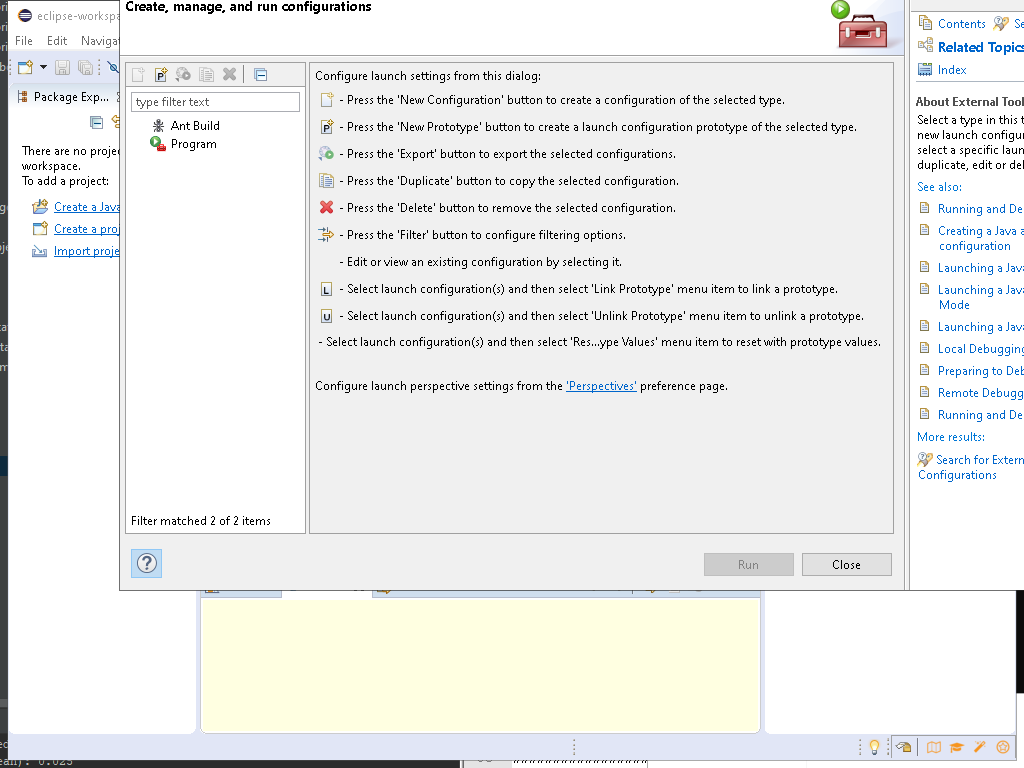 Create, manage, and run configurations
eclipse-workspa
File Edit Navigat
Package Exp...
There are no proje
workspace.
To add a project:
Create a Java
Create a proj
Import proje
type filter text
Ant Build
Program
Filter matched 2 of 2 items
Configure launch settings from this dialog:
- Press the 'New Configuration' button to create a configuration of the selected type.
P - Press the 'New Prototype' button to create a launch configuration prototype of the selected type.
- Press the 'Export' button to export the selected configurations.
- Press the 'Duplicate' button to copy the selected configuration.
- Press the 'Delete' button to remove the selected configuration.
- Press the 'Filter' button to configure filtering options.
- Edit or view an existing configuration by selecting it.
L - Select launch configuration(s) and then select 'Link Prototype' menu item to link a prototype.
U - Select launch configuration(s) and then select 'Unlink Prototype' menu item to unlink a prototype.
- Select launch configuration(s) and then select 'Res...ype Values' menu item to reset with prototype values.
Configure launch perspective settings from the 'Perspectives' preference page.
? Run Close
Contents Se
Related Topics
Index
About External Tool
Select a type in this t
new launch configur
select a specific laun
duplicate, edit or del
See also:
Running and De
Creating a Java a
configuration
Launching a Java
Launching a Java
Mode
Launching a Java
Local Debugging
Preparing to Deb
Remote Debugg
Running and De
More results:
Search for Extern
Configurations